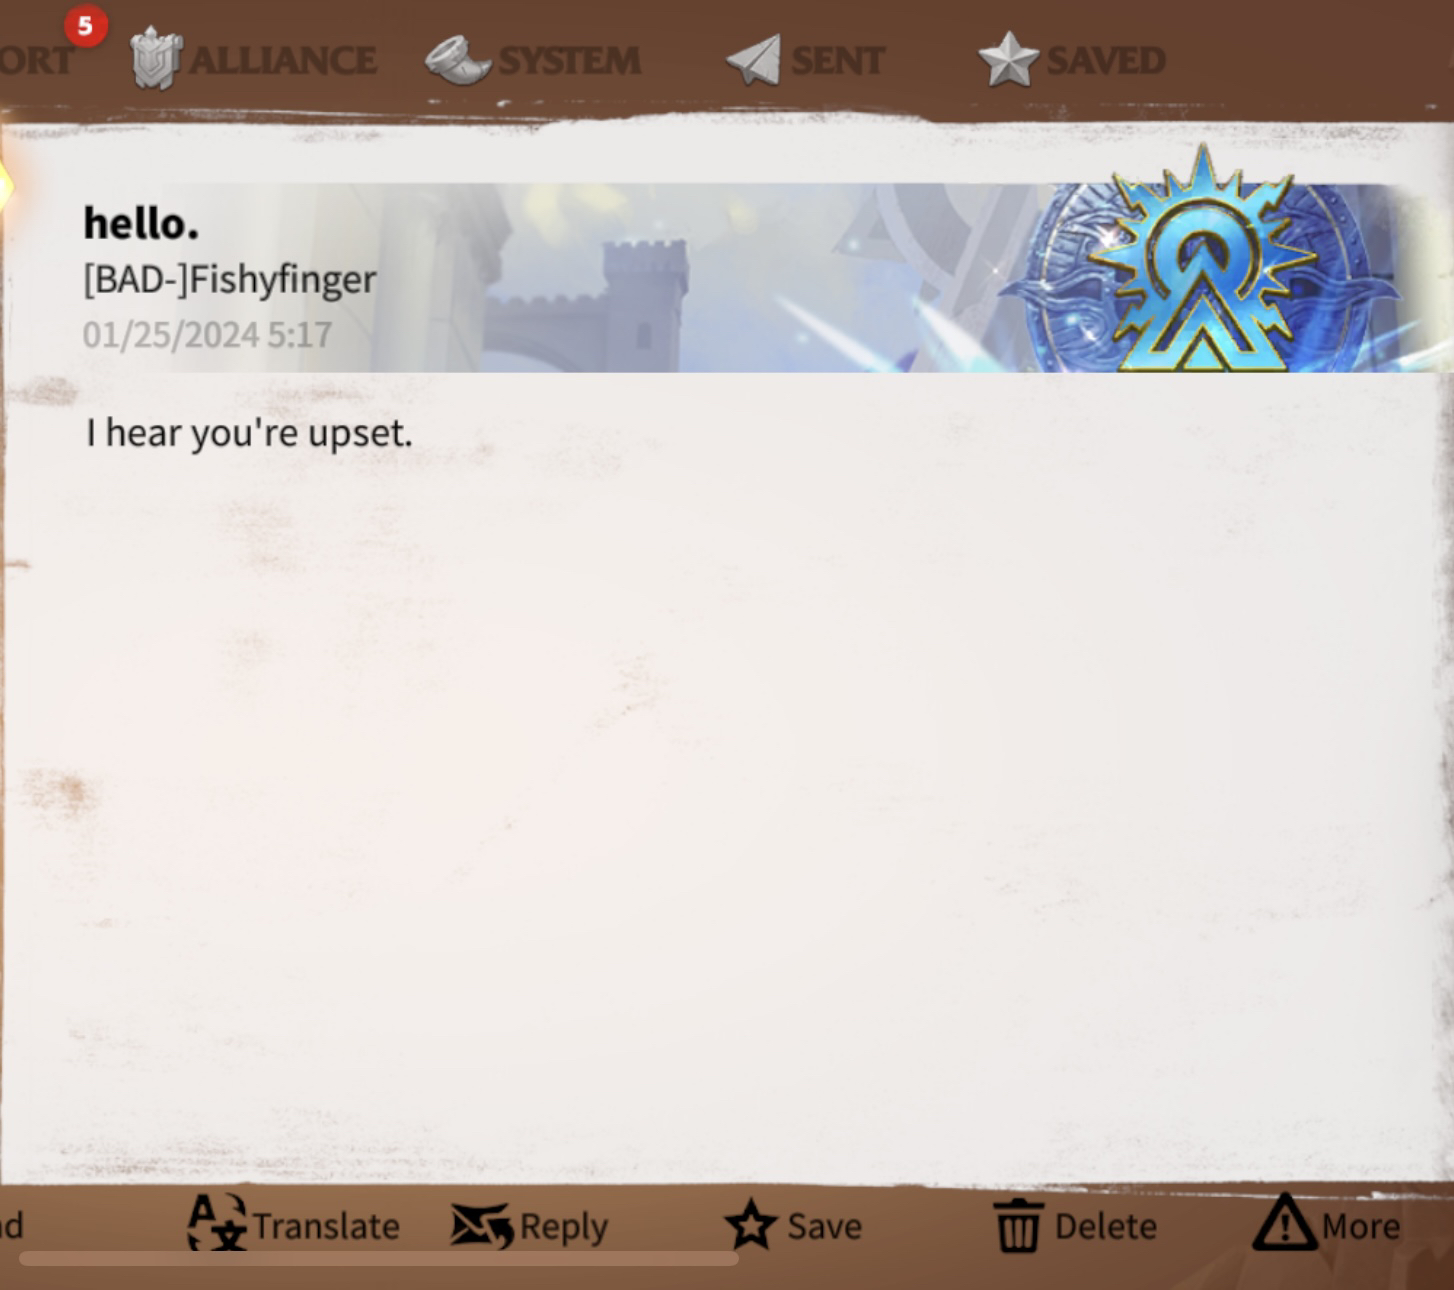 5
ALLIANCE
SYSTEM
SENT
SAVED
hello.
[BAD-]Fishyfinger
01/25/2024 5:17
I hear you're upset.
Translate
Reply
Save
Delete
More